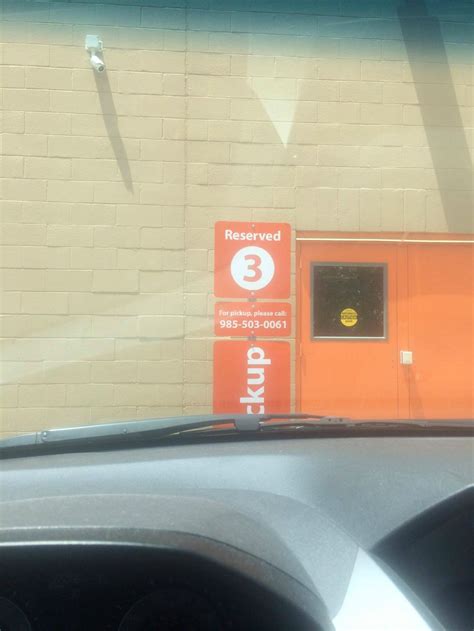 Reserved
3
For pickup, please call:
985-503-0061
ckup